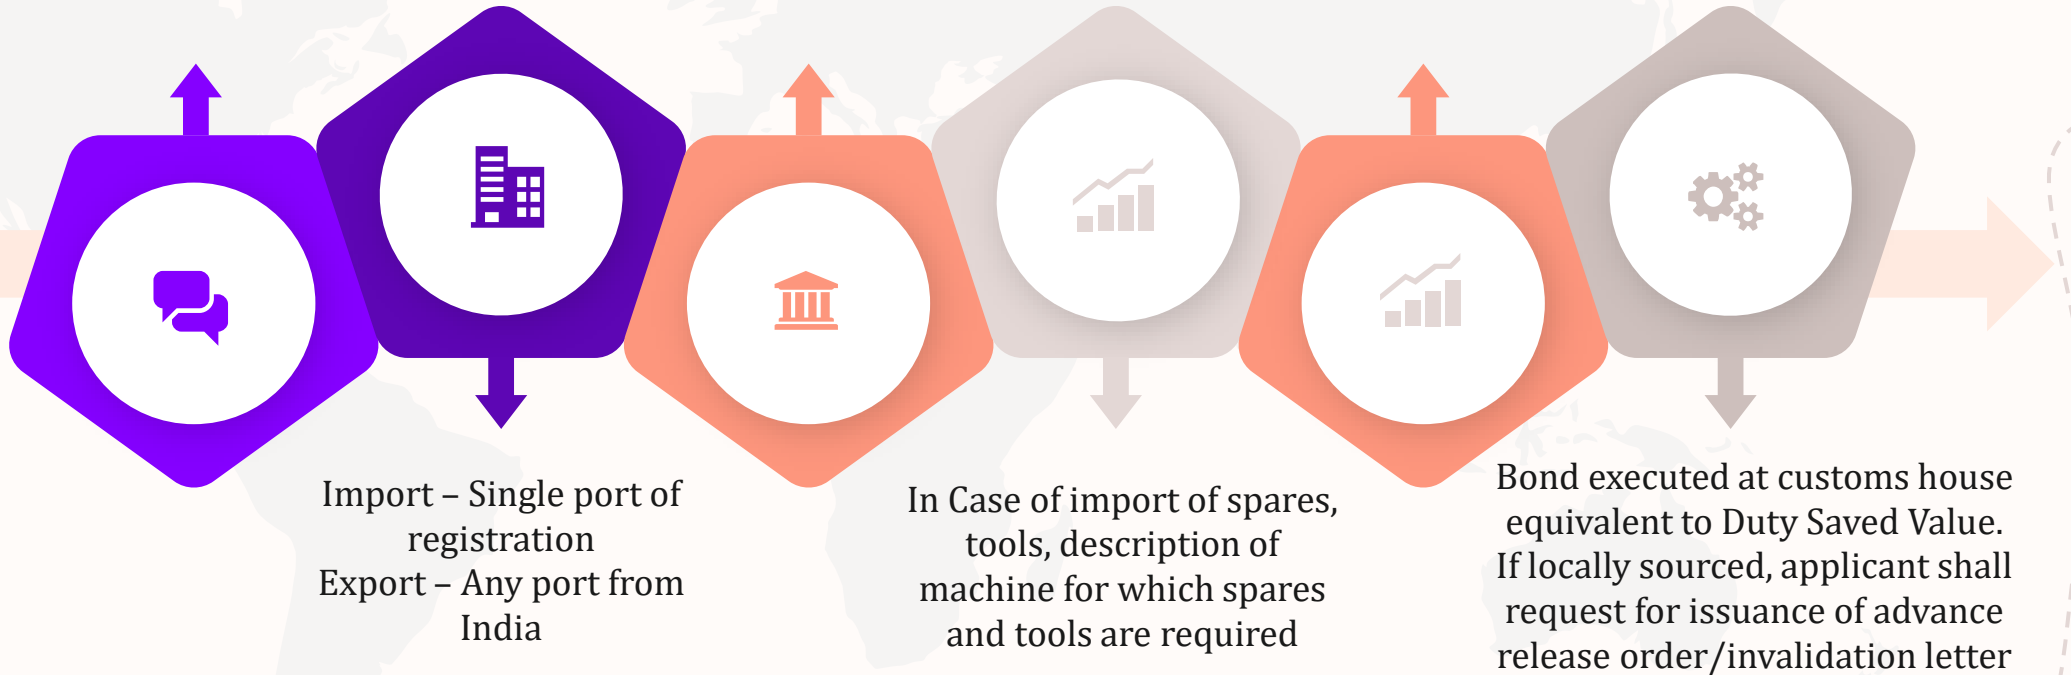 Import – Single port of
registration
Export – Any port from
India
In Case of import of spares,
tools, description of
machine for which spares
and tools are required
Bond executed at customs house
equivalent to Duty Saved Value.
If locally sourced, applicant shall
request for issuance of advance
release order/invalidation letter